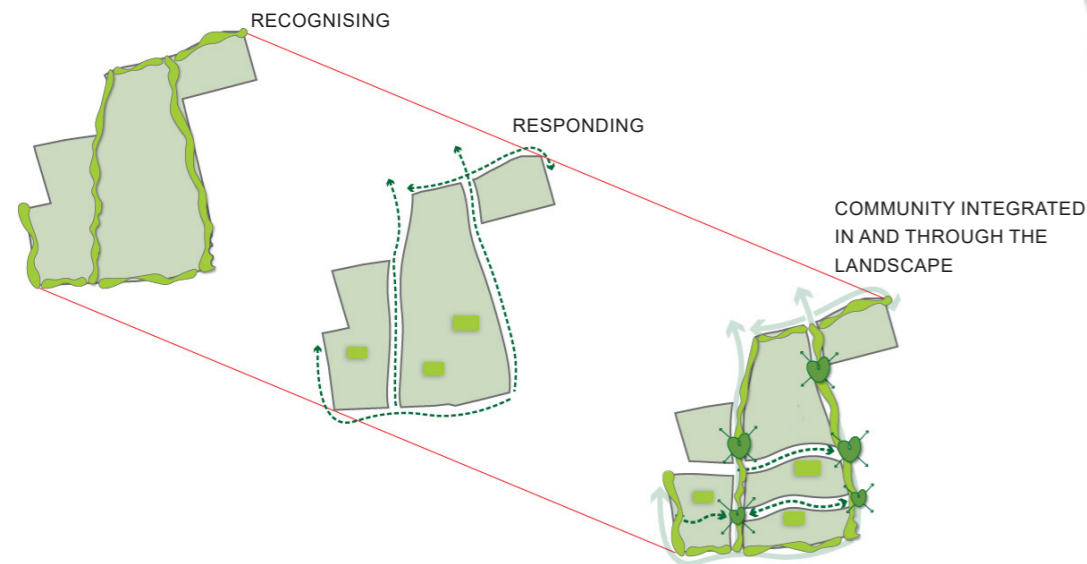 RECOGNISING
RESPONDING
COMMUNITY INTEGRATED
IN AND THROUGH THE
LANDSCAPE